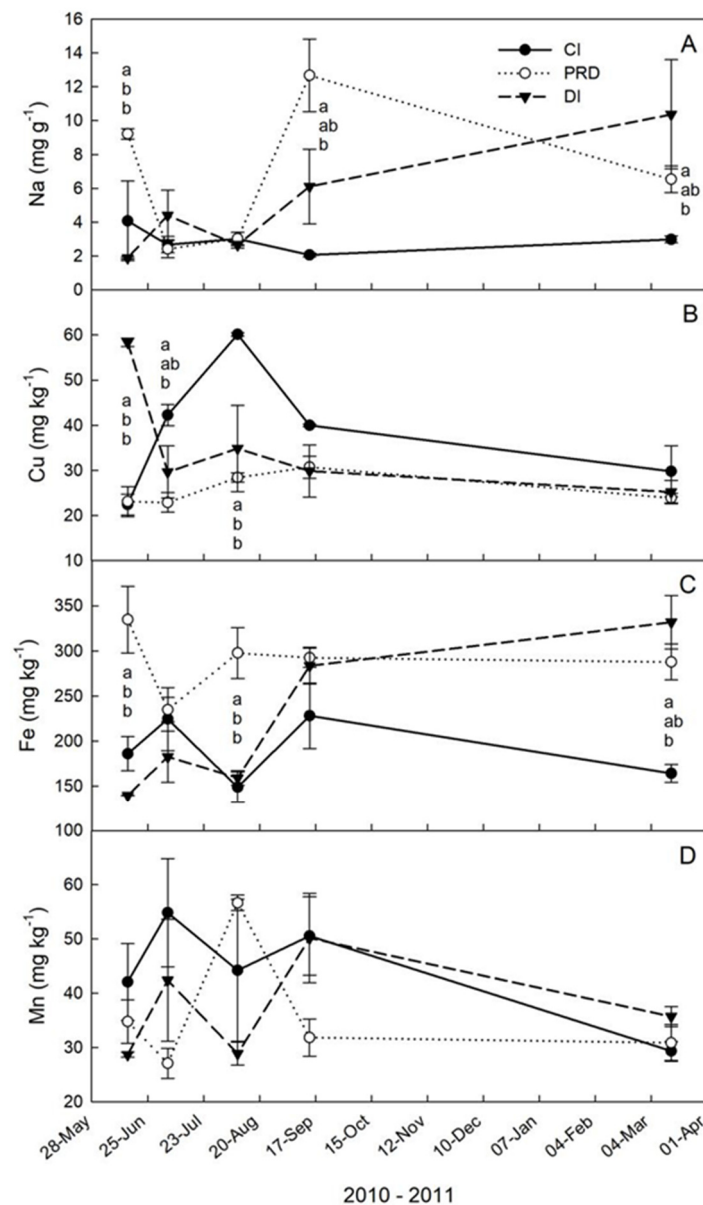 A
CI
PRD
DI
Na (mg g⁻¹)
16
14
12
10
8
6
4
2
0
a
b
b
a
ab
b
a
ab
b
B
Cu (mg kg⁻¹)
60
50
40
30
20
10
a
b
b
a
ab
b
a
b
b
C
Fe (mg kg⁻¹)
350
300
250
200
150
100
a
b
b
a
b
b
a
ab
b
D
Mn (mg kg⁻¹)
60
50
40
30
20
28-May
25-Jun
23-Jul
20-Aug
17-Sep
15-Oct
12-Nov
10-Dec
07-Jan
04-Feb
04-Mar
01-Apr
2010 - 2011